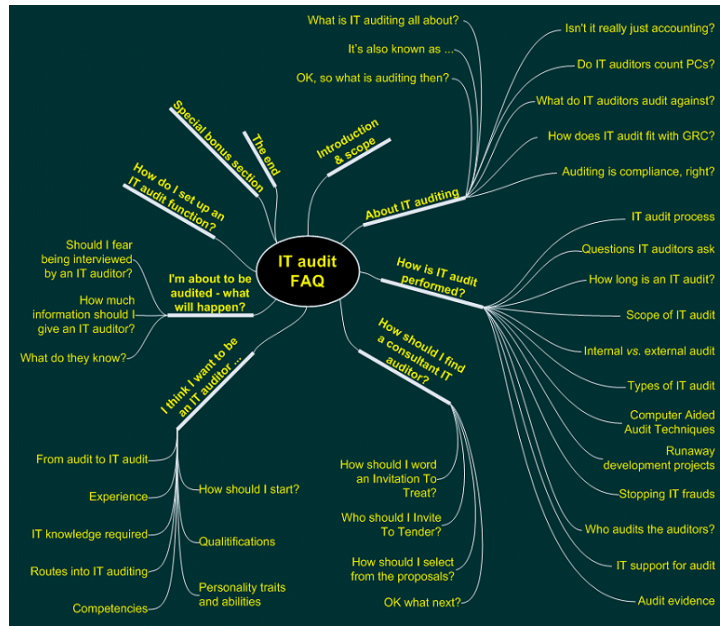 IT audit
FAQ
Introduction
& scope
About IT auditing
What is IT auditing all about?
It's also known as ...
OK, so what is auditing then?
Isn't it really just accounting?
Do IT auditors count PCs?
What do IT auditors audit against?
How does IT audit fit with GRC?
Auditing is compliance, right?
How is IT audit
performed?
IT audit process
Questions IT auditors ask
How long is an IT audit?
Scope of IT audit
Internal vs. external audit
Types of IT audit
Computer Aided
Audit Techniques
Runaway
development projects
Stopping IT frauds
Who audits the auditors?
IT support for audit
Audit evidence
How should I find
a consultant IT
auditor?
How should I word
an Invitation To
Treat?
Who should I Invite
To Tender?
How should I select
from the proposals?
OK what next?
I think I want to be
an IT auditor ...
From audit to IT audit
Experience
IT knowledge required
Routes into IT auditing
Competencies
How should I start?
Qualitifications
Personality traits
and abilities
I'm about to be
audited - what
will happen?
Should I fear
being interviewed
by an IT auditor?
How much
information should I
give an IT auditor?
What do they know?
How do I set up an
IT audit function?
Special bonus section
The end